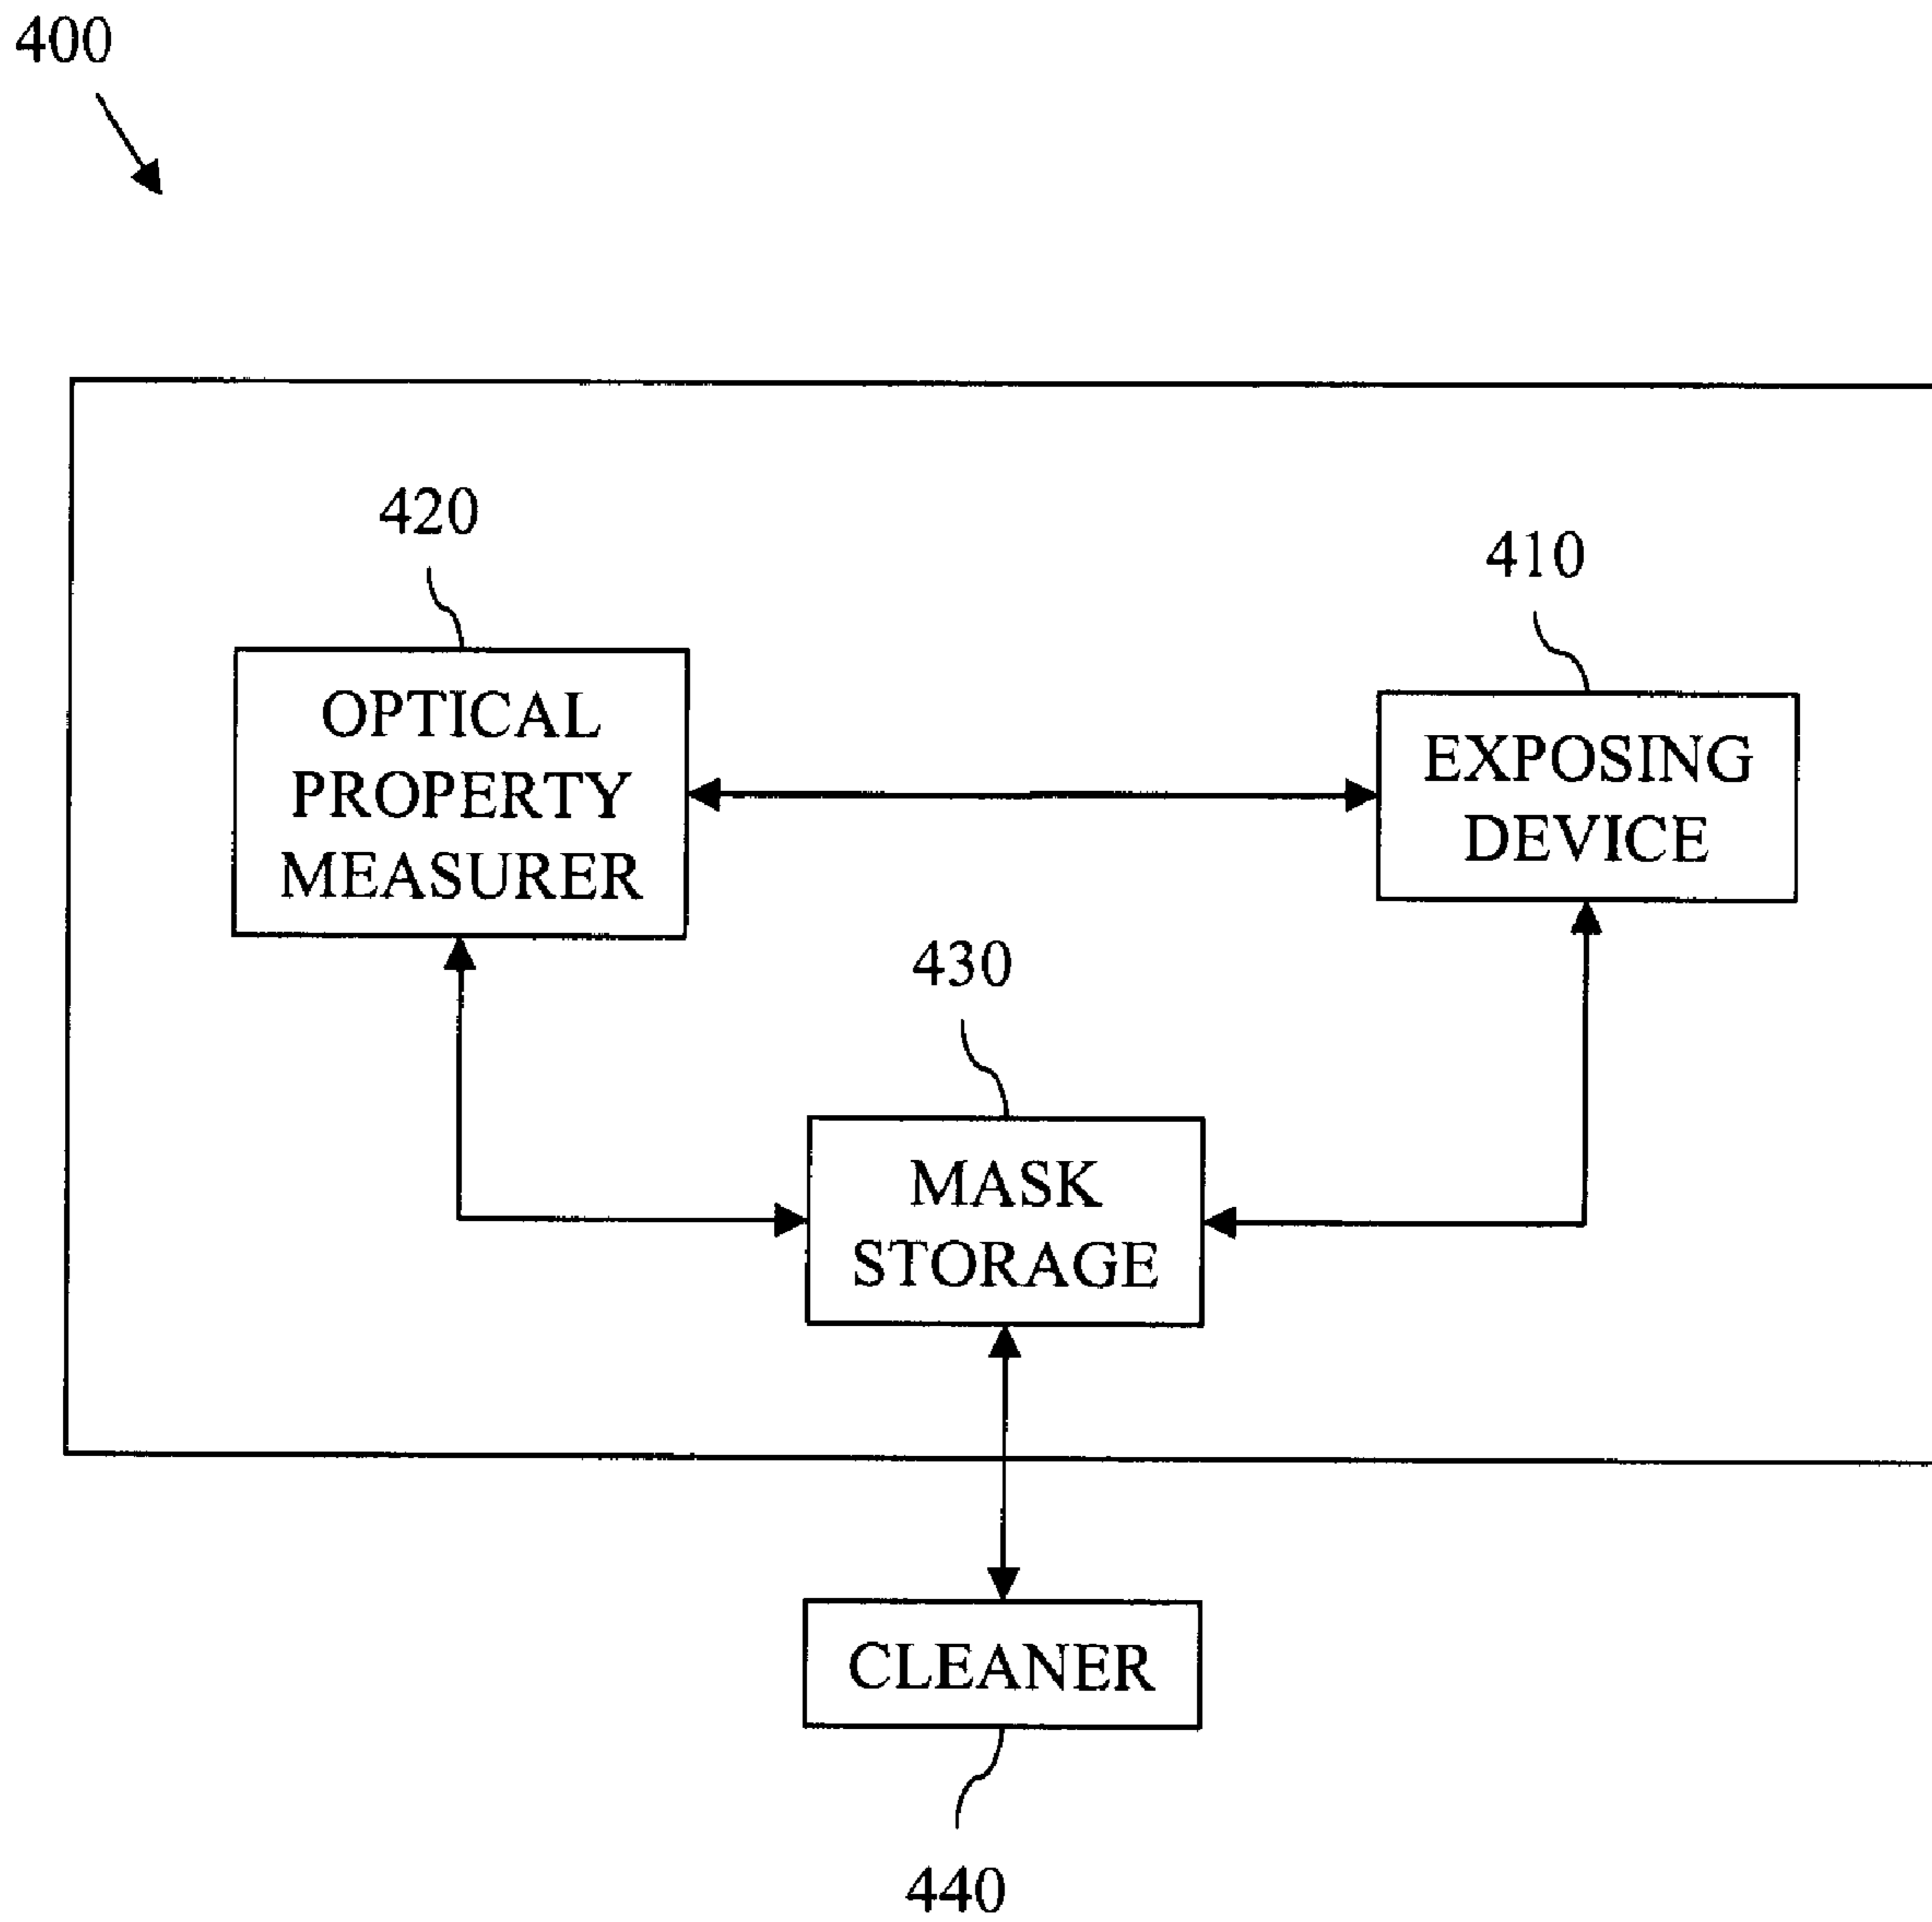 400
420
410
OPTICAL
PROPERTY
MEASURER
EXPOSING
DEVICE
430
MASK
STORAGE
CLEANER
440